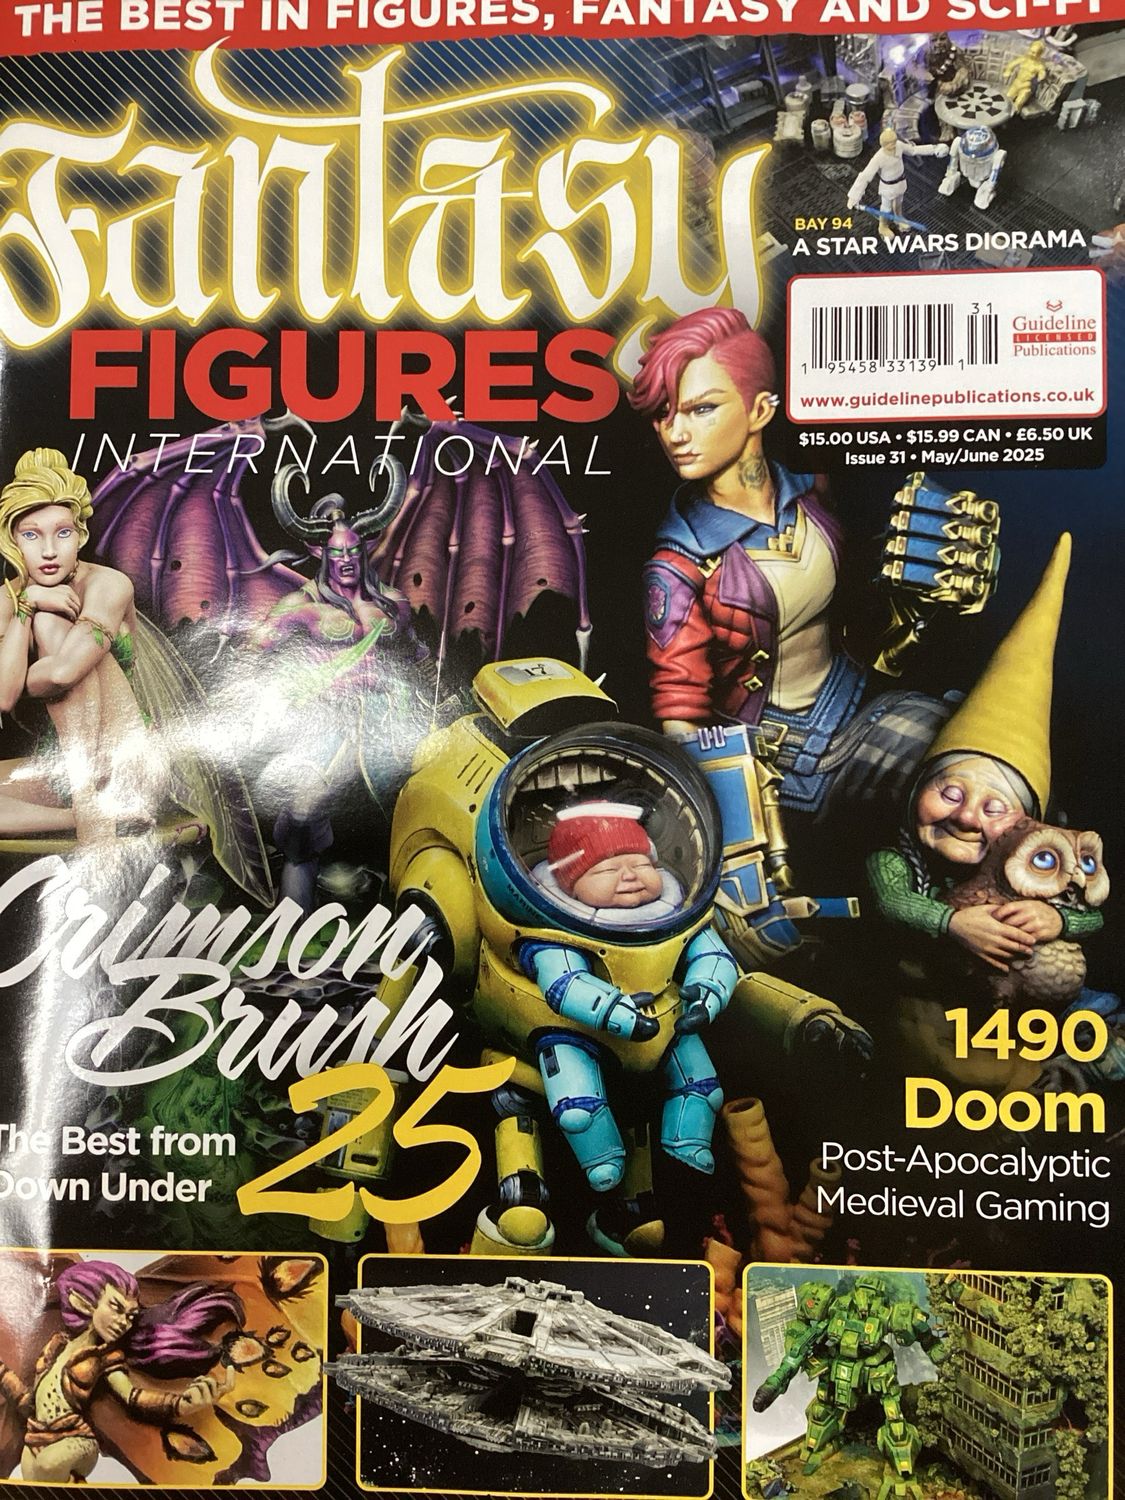 THE BEST IN FIGURES, FANTASY AND SCI-FI
Fantasy
FIGURES
INTERNATIONAL
BAY 94
A STAR WARS DIORAMA
31
1 95458 33139 1
Guideline
LICENSED
Publications
www.guidelinepublications.co.uk
$15.00 USA • $15.99 CAN • £6.50 UK
Issue 31 • May/June 2025
17
Crimson
Brush
25
The Best from
Down Under
1490
Doom
Post-Apocalyptic
Medieval Gaming